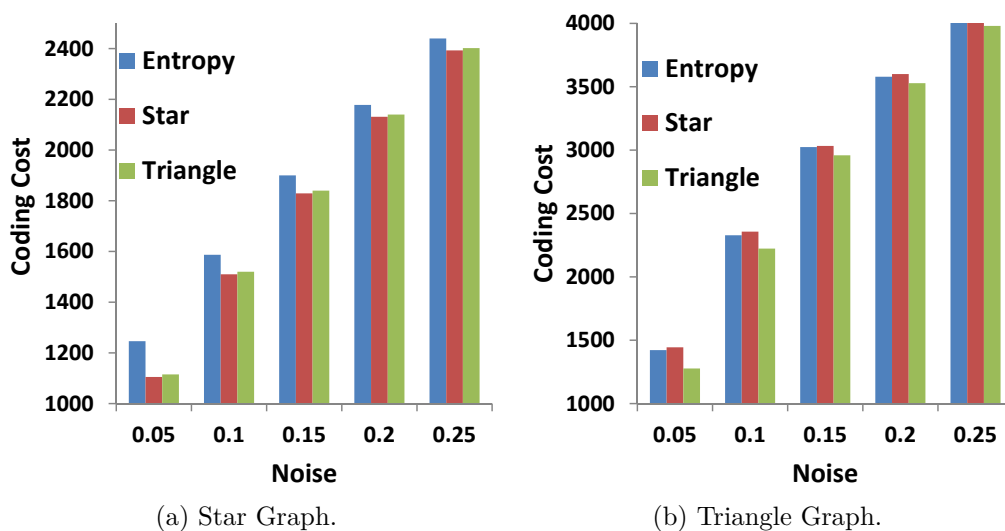 2400
2200
2000
1800
1600
1400
1200
1000
Coding Cost
Entropy
Star
Triangle
0.05 0.1 0.15 0.2 0.25
Noise
(a) Star Graph.
4000
3500
3000
2500
2000
1500
1000
Coding Cost
Entropy
Star
Triangle
0.05 0.1 0.15 0.2 0.25
Noise
(b) Triangle Graph.